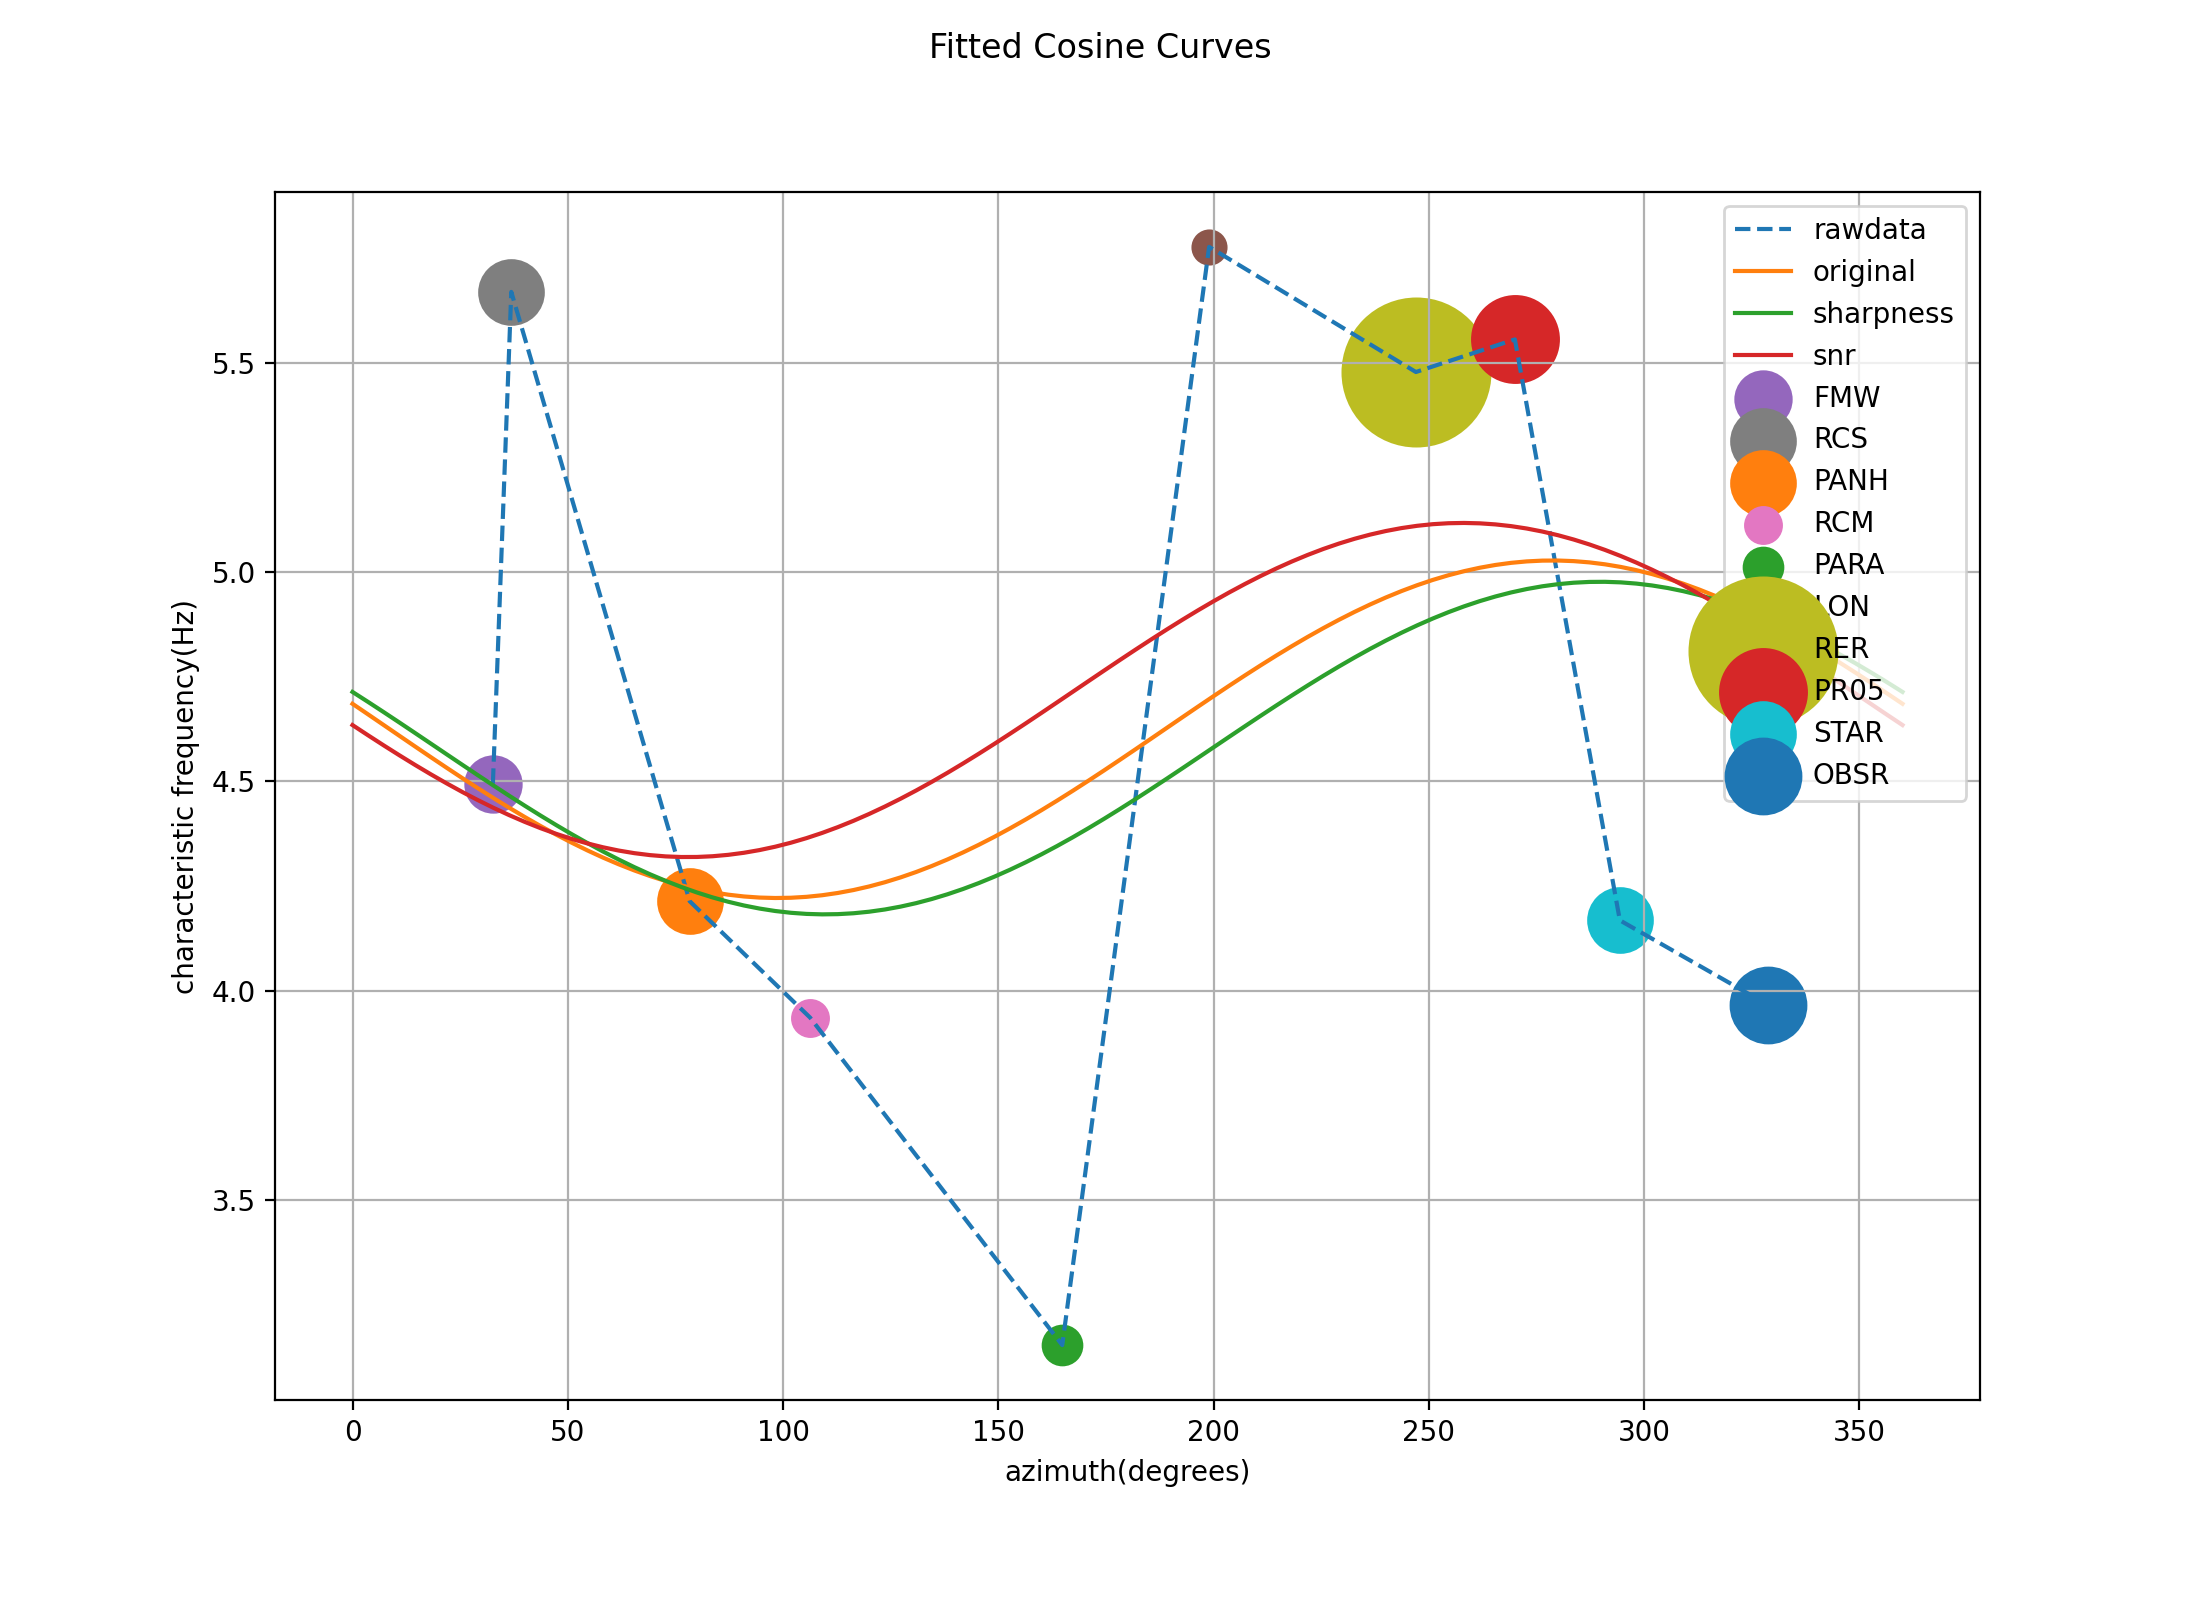 Fitted Cosine Curves
characteristic frequency(Hz)
5.5
5.0
4.5
4.0
3.5
0 50 100 150 200 250 300 350
azimuth(degrees)
rawdata
original
sharpness
snr
FMW
RCS
PANH
RCM
PARA
LON
RER
PR05
STAR
OBSR